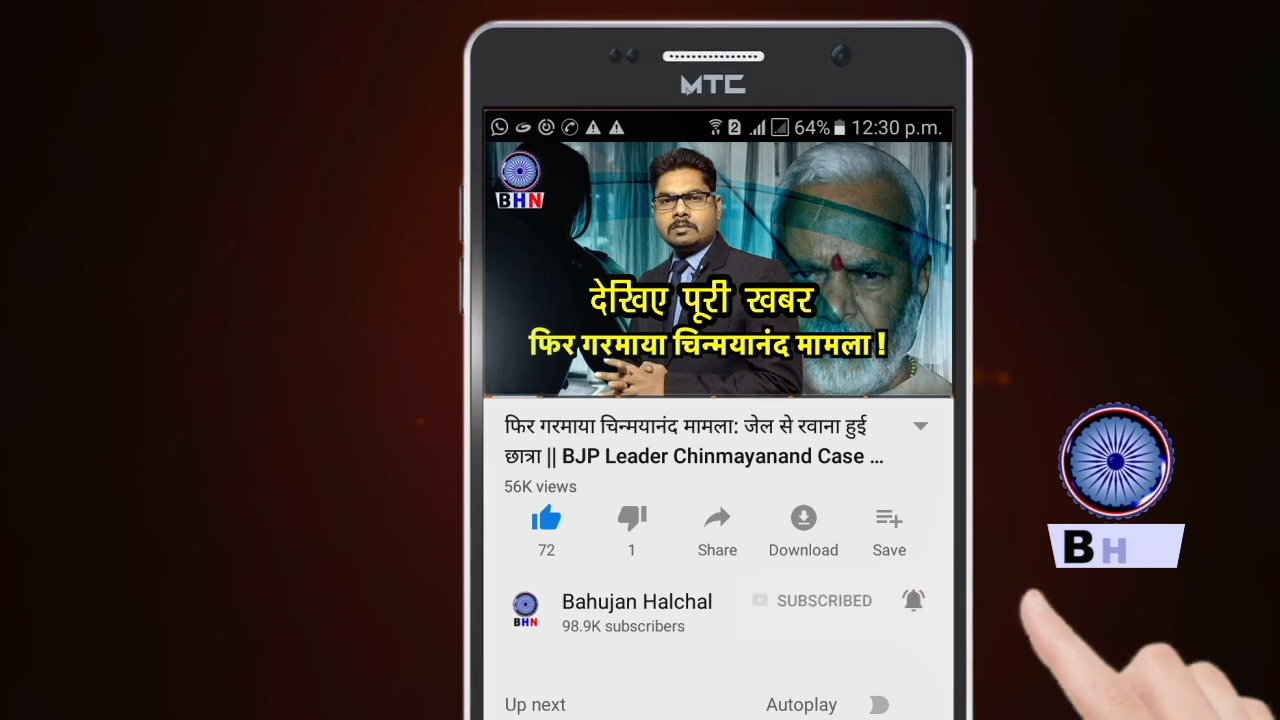 MTC
2 64% 12:30 p.m.
BHN
देखिए पूरी खबर
फिर गरमाया चिन्मयानंद मामला !
फिर गरमाया चिन्मयानंद मामला: जेल से रवाना हुई
छात्रा || BJP Leader Chinmayanand Case ...
56K views
72 1 Share Download Save
Bahujan Halchal SUBSCRIBED
98.9K subscribers
BHN
BH
Up next Autoplay